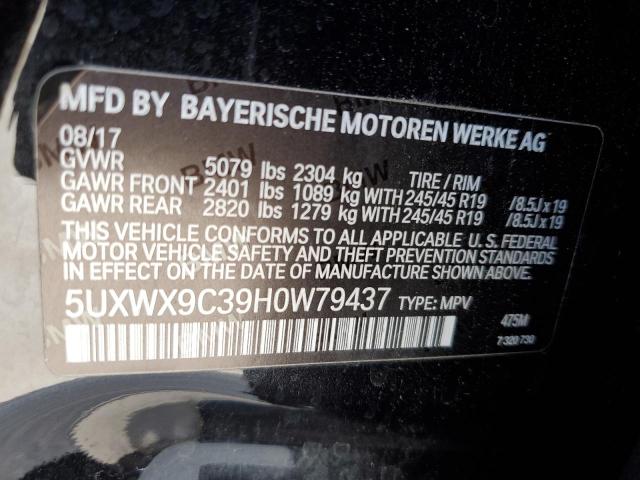 MFD BY BAYERISCHE MOTOREN WERKE AG
08/17
GVWR 5079 lbs 2304 kg TIRE / RIM
GAWR FRONT 2401 lbs 1089 kg WITH 245/45 R19 /8.5J x 19
GAWR REAR 2820 lbs 1279 kg WITH 245/45 R19 /8.5J x 19
THIS VEHICLE CONFORMS TO ALL APPLICABLE U. S. FEDERAL
MOTOR VEHICLE SAFETY AND THEFT PREVENTION STANDARDS
IN EFFECT ON THE DATE OF MANUFACTURE SHOWN ABOVE.
5UXWX9C39H0W79437 TYPE: MPV
475M
7 320 730